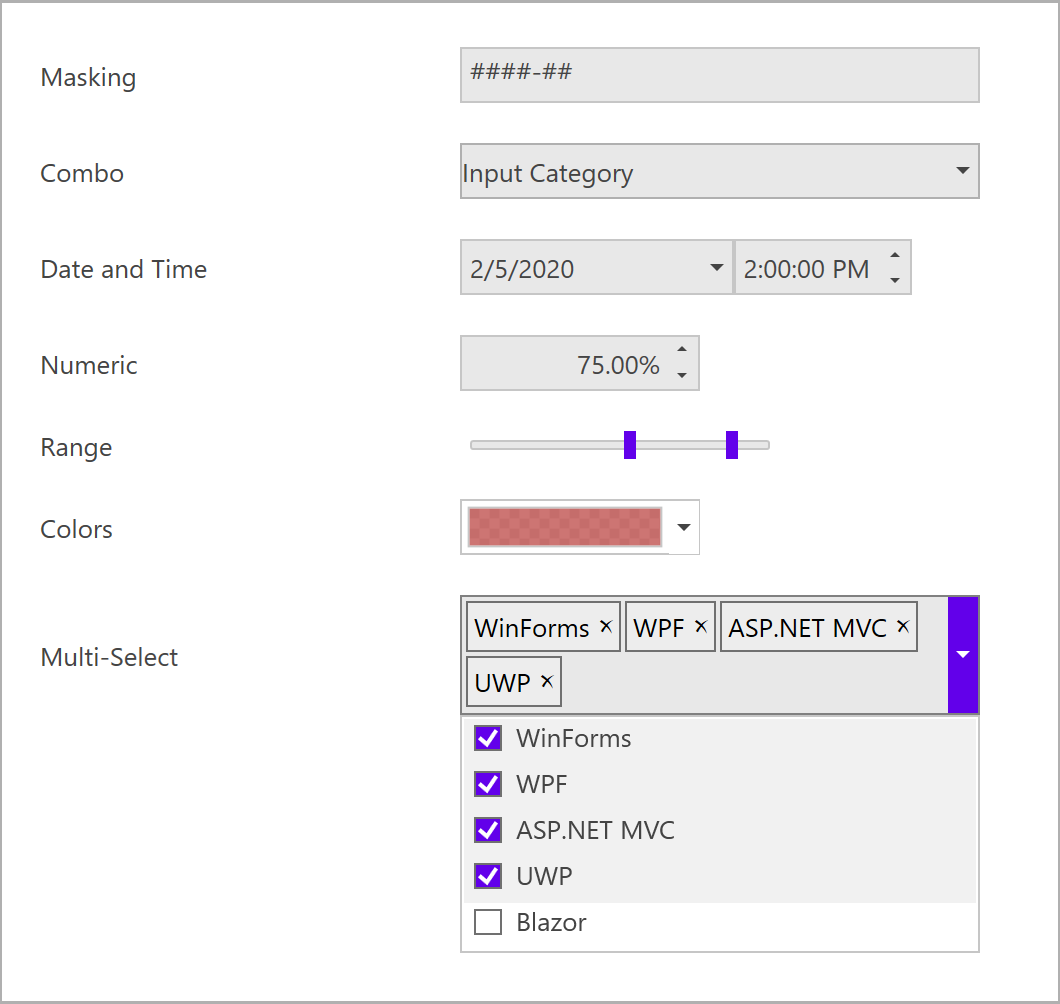 Masking ####-##
Combo Input Category
Date and Time 2/5/2020 2:00:00 PM
Numeric 75.00%
Range
Colors
WinForms WPF ASP.NET MVC
Multi-Select
UWP
WinForms
WPF
ASP.NET MVC
UWP
Blazor